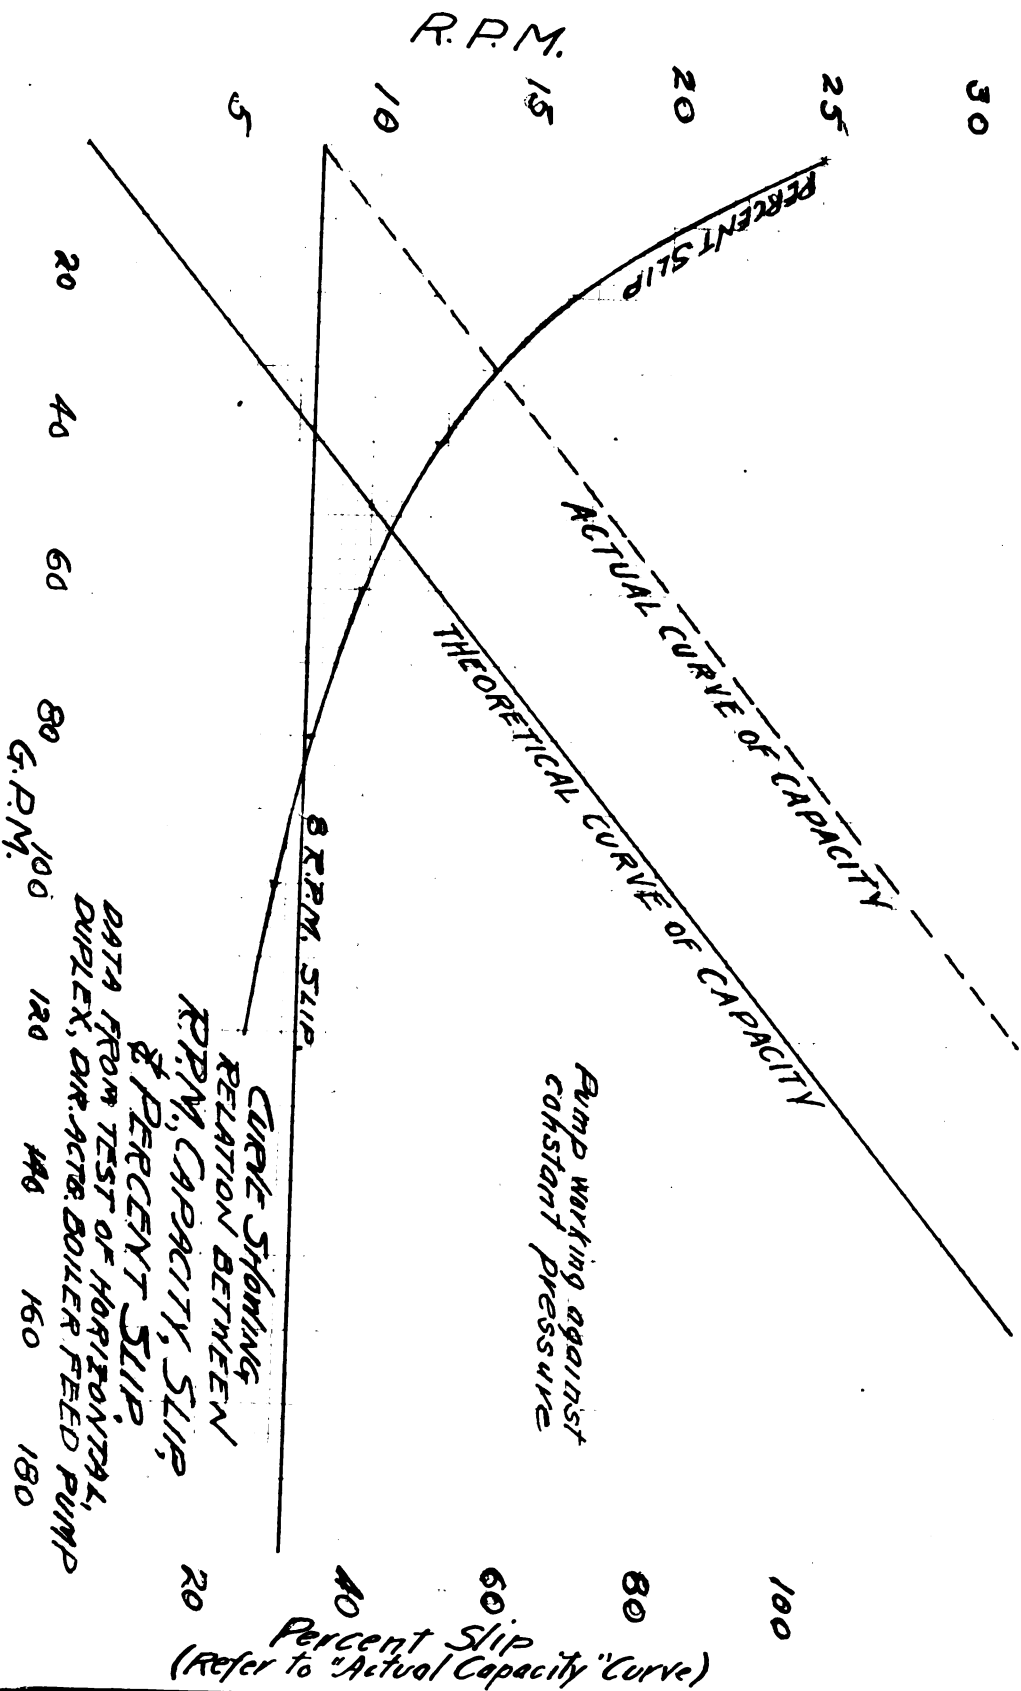 R.P.M.
30
25
20
15
10
5
PERCENT SLIP
ACTUAL CURVE OF CAPACITY
THEORETICAL CURVE OF CAPACITY
8 R.P.M. SLIP.
Pump working against
constant pressure
20
40
60
80
100
120
140
160
180
G.P.M.
CURVE SHOWING
RELATION BETWEEN
R.P.M., CAPACITY, SLIP,
& PERCENT SLIP
DATA FROM TEST OF HORIZONTAL,
DUPLEX, DIR. ACTG. BOILER FEED PUMP
100
80
60
40
20
Percent Slip
(Refer to "Actual Capacity" Curve)